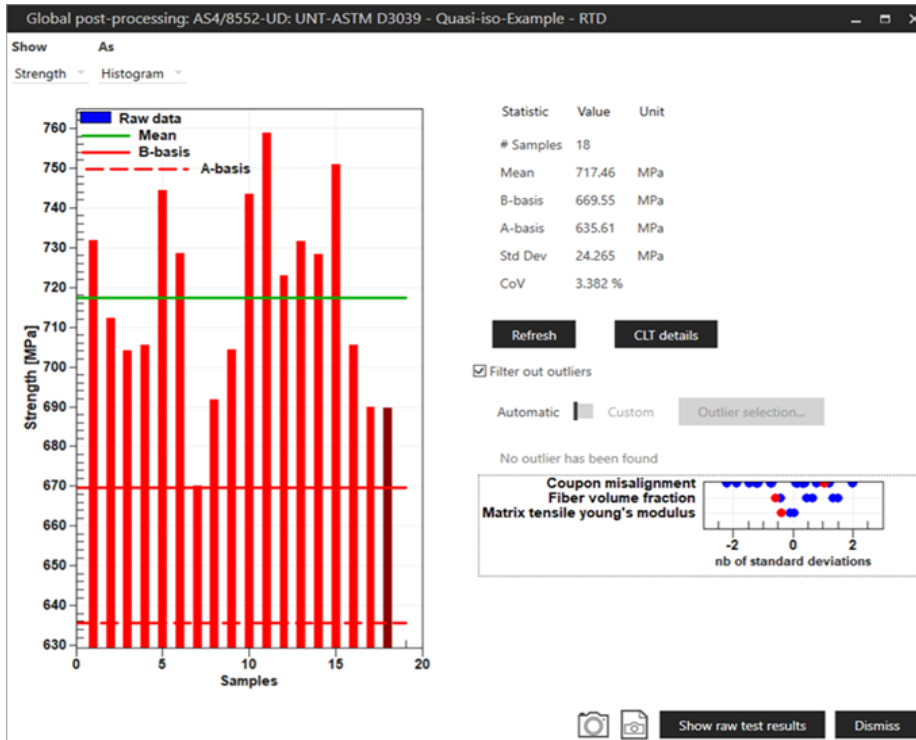 Global post-processing: AS4/8552-UD: UNT-ASTM D3039 - Quasi-iso-Example - RTD
Show As
Strength Histogram
Raw data
Mean
B-basis
A-basis
760
750
740
730
720
710
700
690
680
670
660
650
640
630
Strength [MPa]
0 5 10 15 20
Samples
Statistic Value Unit
# Samples 18
Mean 717.46 MPa
B-basis 669.55 MPa
A-basis 635.61 MPa
Std Dev 24.265 MPa
CoV 3.382 %
Refresh CLT details
Filter out outliers
Automatic Custom Outlier selection...
No outlier has been found
Coupon misalignment
Fiber volume fraction
Matrix tensile young's modulus
-2 0 2
nb of standard deviations
Show raw test results Dismiss